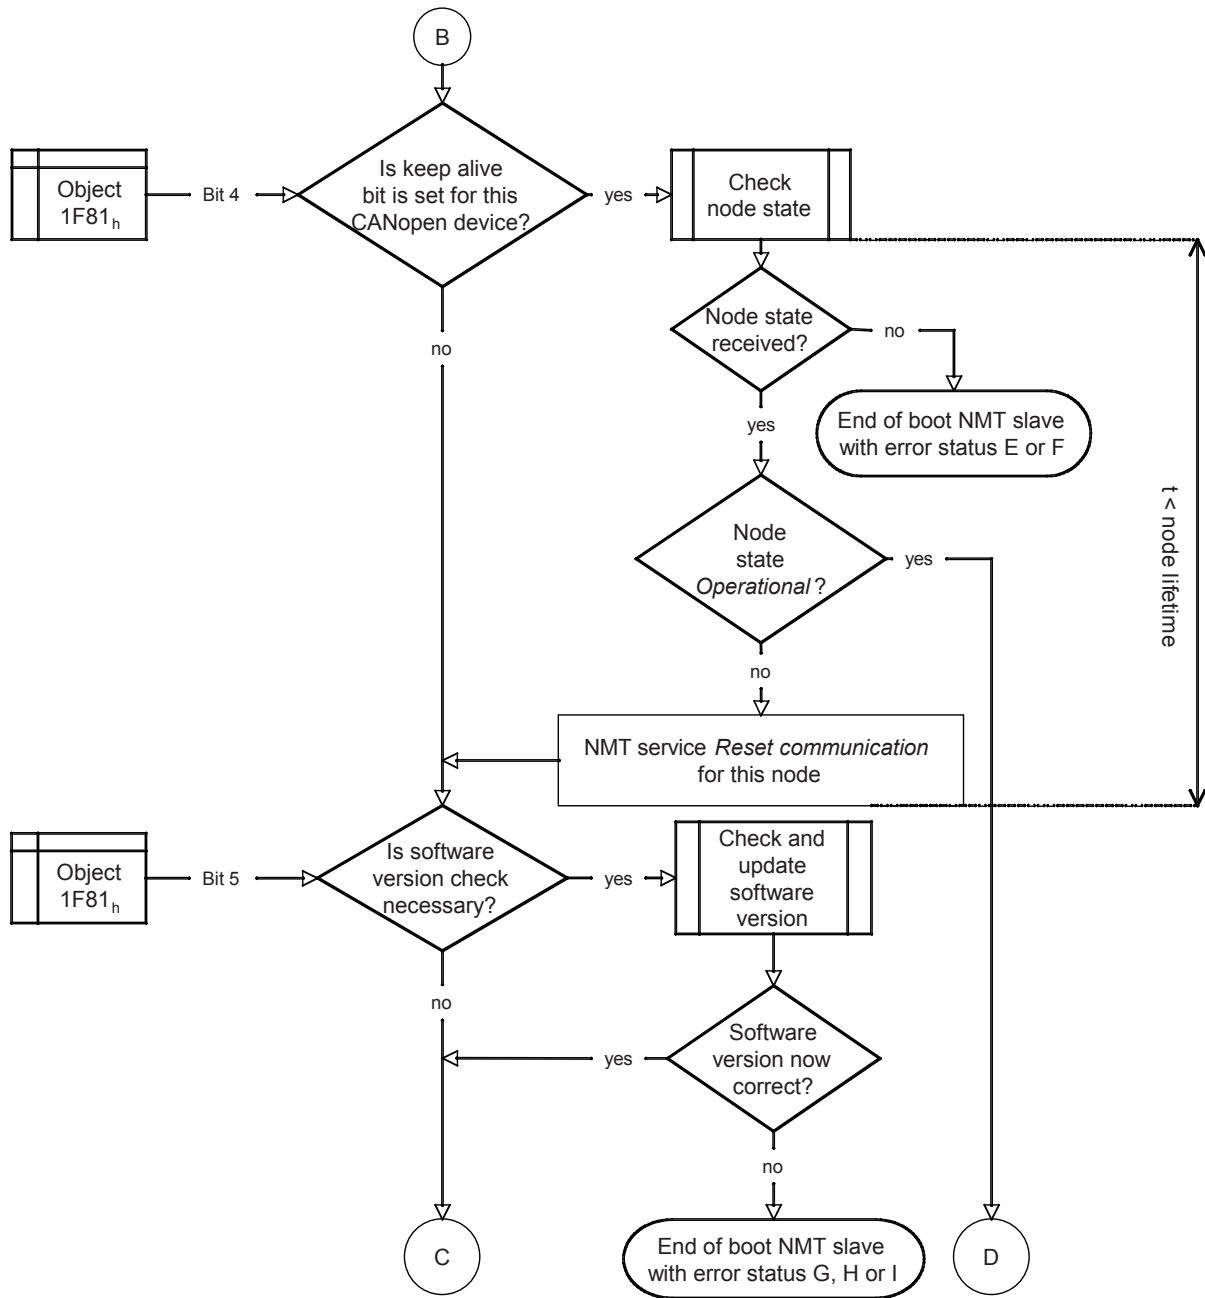 B
Object
1F81h
Bit 4
Is keep alive
bit is set for this
CANopen device?
yes
Check
node state
no
Node state
received?
no
End of boot NMT slave
with error status E or F
yes
Node
state
Operational?
yes
t < node lifetime
no
NMT service Reset communication
for this node
Object
1F81h
Bit 5
Is software
version check
necessary?
yes
Check and
update
software
version
no
Software
version now
correct?
yes
no
C
End of boot NMT slave
with error status G, H or I
D